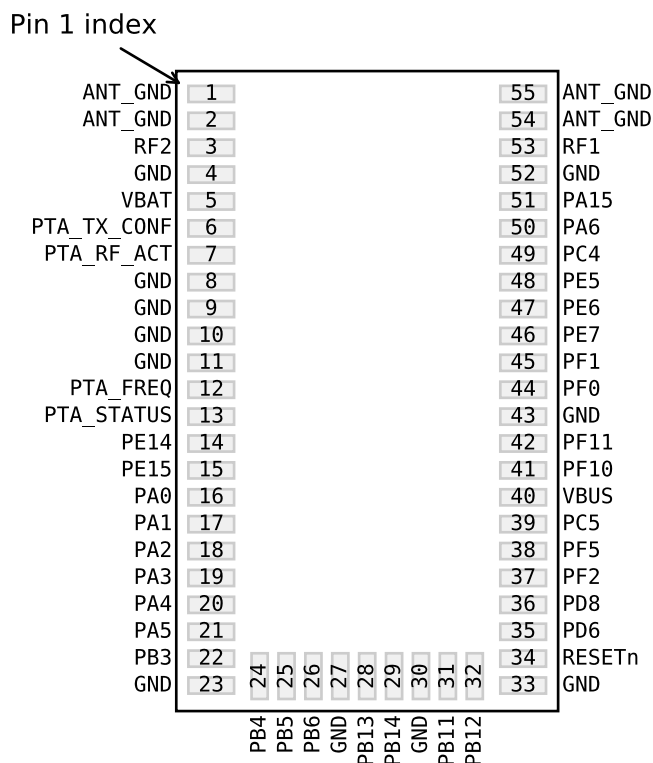 Pin 1 index
ANT_GND 1 55 ANT_GND
ANT_GND 2 54 ANT_GND
RF2 3 53 RF1
GND 4 52 GND
VBAT 5 51 PA15
PTA_TX_CONF 6 50 PA6
PTA_RF_ACT 7 49 PC4
GND 8 48 PE5
GND 9 47 PE6
GND 10 46 PE7
GND 11 45 PF1
PTA_FREQ 12 44 PF0
PTA_STATUS 13 43 GND
PE14 14 42 PF11
PE15 15 41 PF10
PA0 16 40 VBUS
PA1 17 39 PC5
PA2 18 38 PF5
PA3 19 37 PF2
PA4 20 36 PD8
PA5 21 35 PD6
PB3 22 34 RESETn
GND 23 33 GND
24 25 26 27 28 29 30 31 32
PB4 PB5 PB6 GND PB13 PB14 GND PB11 PB12